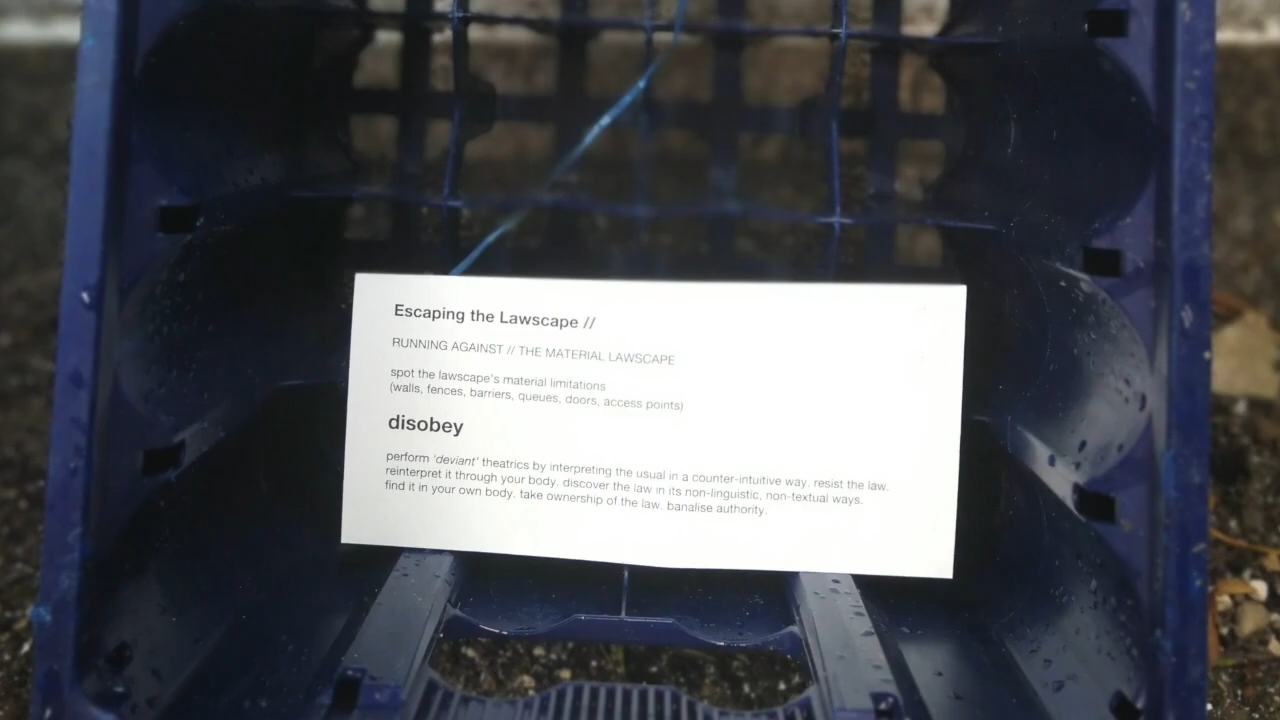 Escaping the Lawscape //
RUNNING AGAINST // THE MATERIAL LAWSCAPE
spot the lawscape's material limitations
(walls, fences, barriers, queues, doors, access points)
disobey
perform 'deviant' theatrics by interpreting the usual in a counter-intuitive way. resist the law.
reinterpret it through your body. discover the law in its non-linguistic, non-textual ways.
find it in your own body. take ownership of the law. banalise authority.